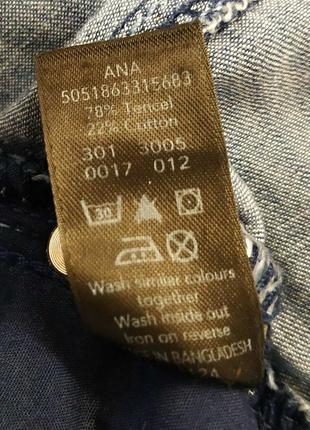 ANA
5051863315683
78% Tencel
22% Cotton
301 3005
0017 012
30
Wash similar colours
together
Wash inside out
Iron on reverse
IN BANGLADESH